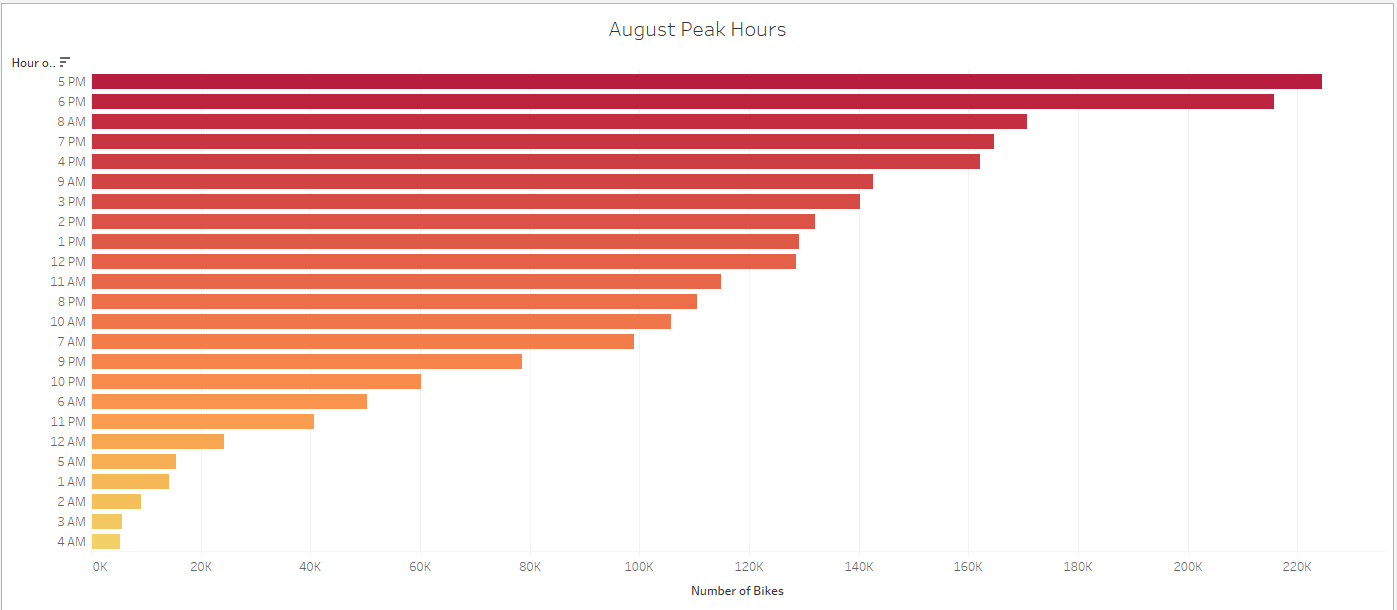 August Peak Hours
Hour o..
5 PM
6 PM
8 AM
7 PM
4 PM
9 AM
3 PM
2 PM
1 PM
12 PM
11 AM
8 PM
10 AM
7 AM
9 PM
10 PM
6 AM
11 PM
12 AM
5 AM
1 AM
2 AM
3 AM
4 AM
0K 20K 40K 60K 80K 100K 120K 140K 160K 180K 200K 220K
Number of Bikes